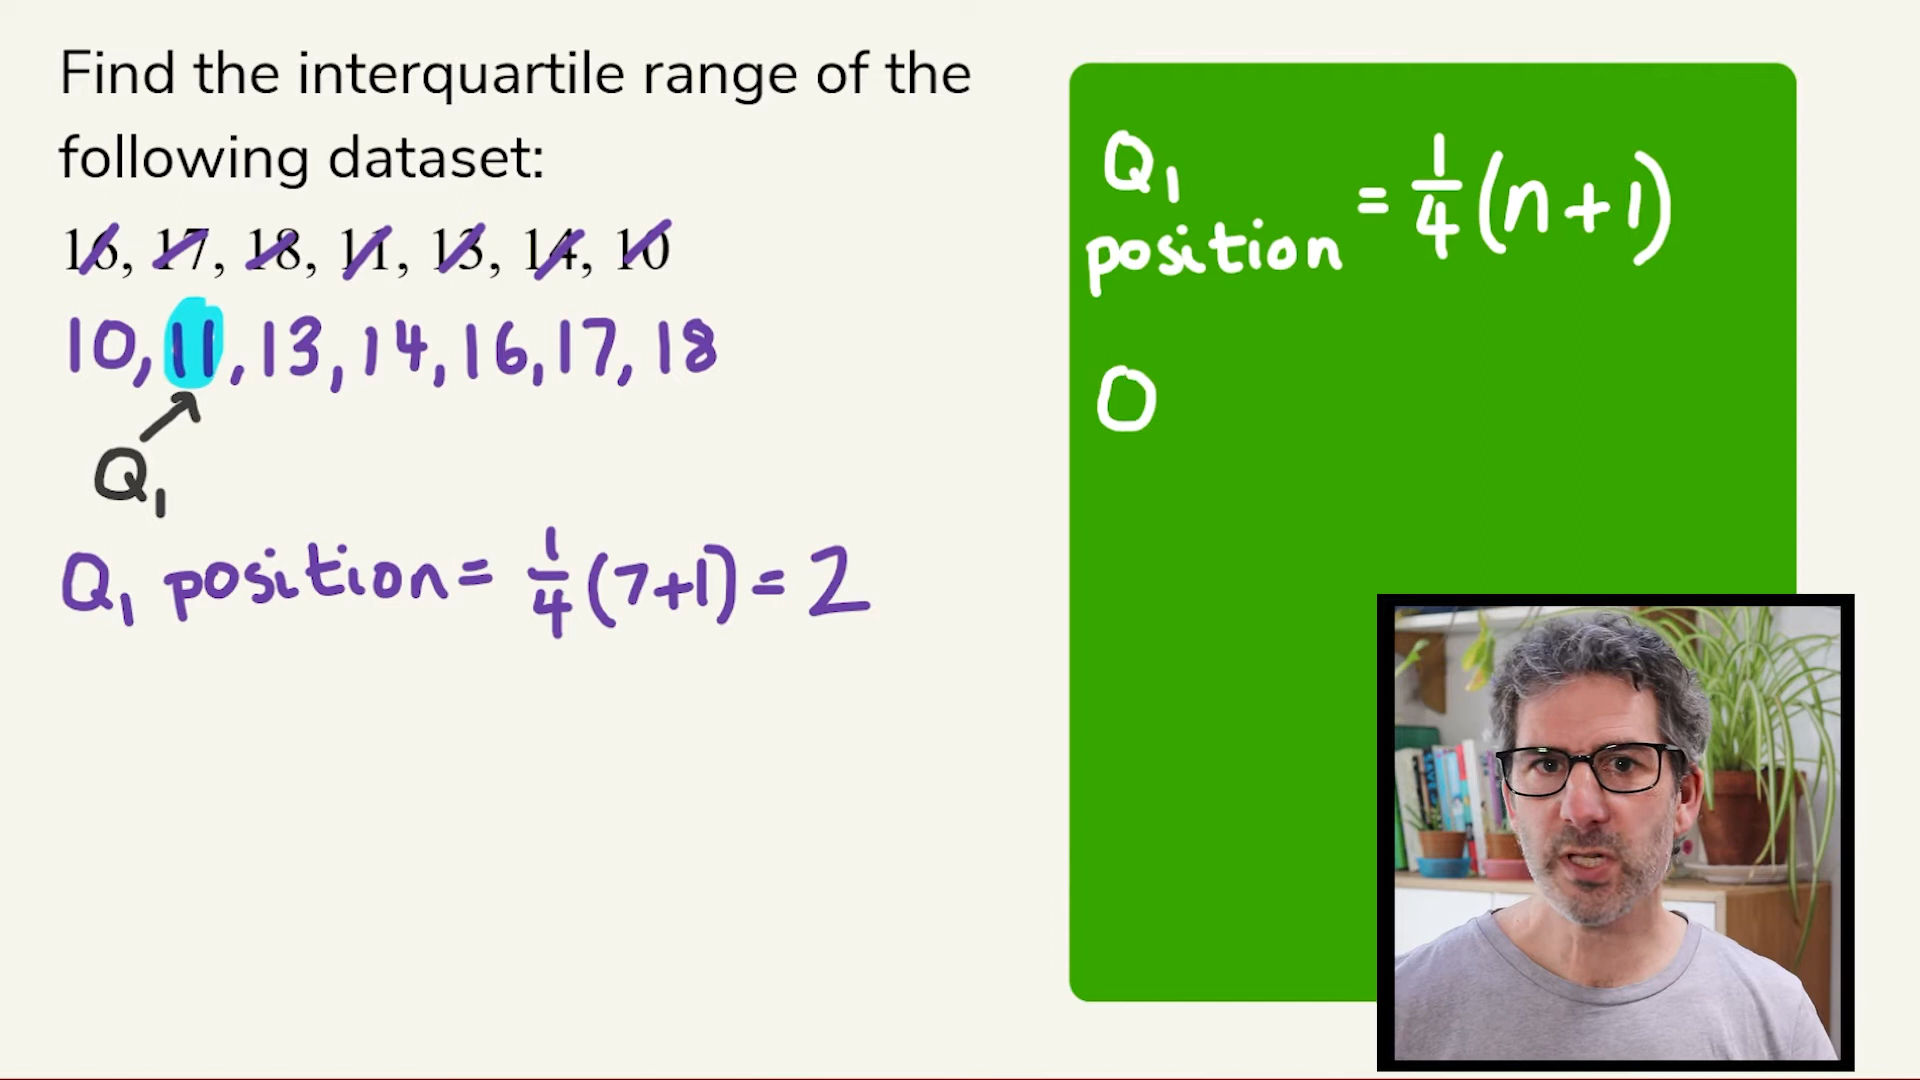 Find the interquartile range of the
following dataset:
16, 17, 18, 11, 13, 14, 10
10, 11, 13, 14, 16, 17, 18
Q₁
Q₁ position = 1/4 (7+1) = 2
Q₁
position = 1/4 (n+1)
O